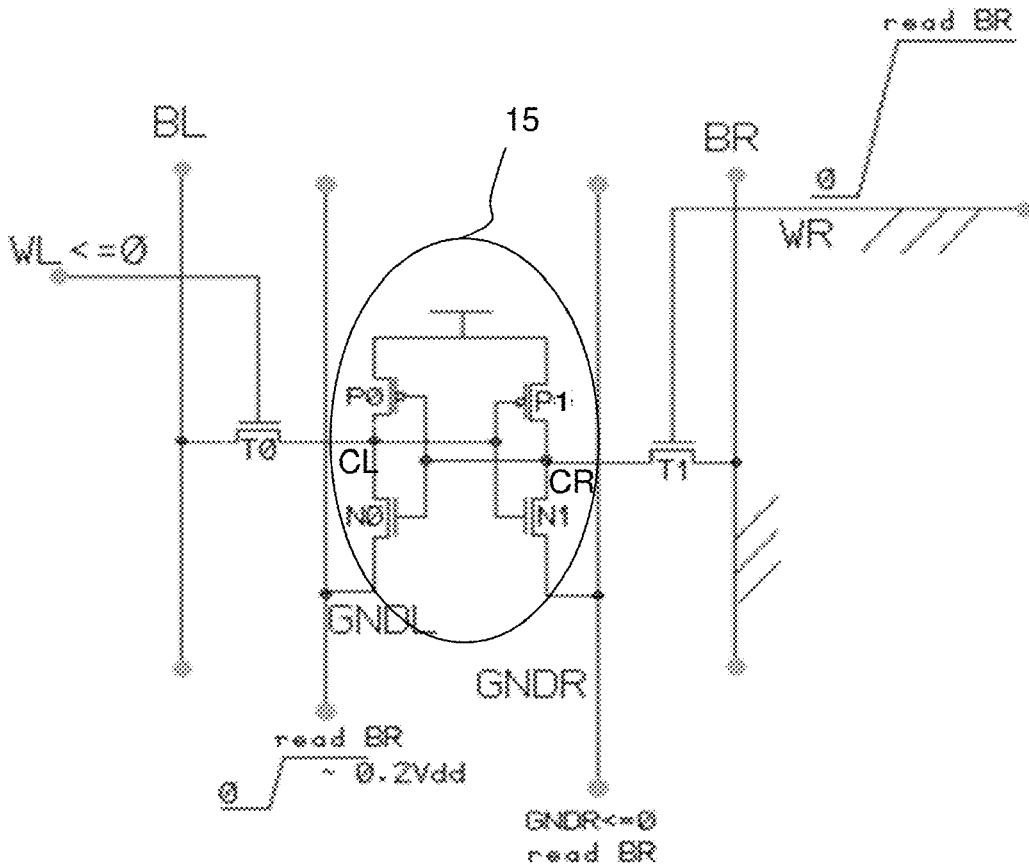 read BR
15
BL
BR
0
WR
WL <=0
P0
P1
T0
CL
CR
T1
N0
N1
GNDL
GNDR
read BR
~ 0.2Vdd
0
GNDR<=0
read BR